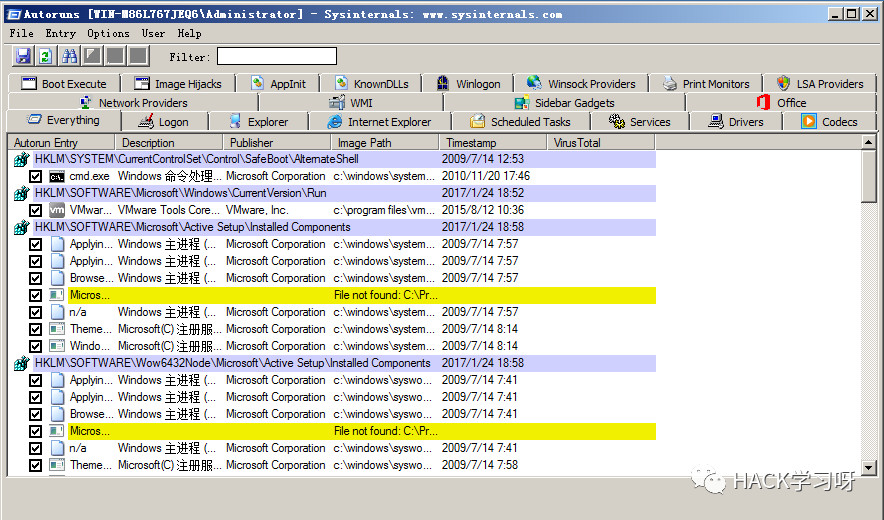 Autoruns [WIN-M86L767JEQ6\Administrator] - Sysinternals: www.sysinternals.com
File Entry Options User Help
Filter:
Boot Execute Image Hijacks AppInit KnownDLLs Winlogon Winsock Providers Print Monitors LSA Providers
Network Providers WMI Sidebar Gadgets Office
Everything Logon Explorer Internet Explorer Scheduled Tasks Services Drivers Codecs
Autorun Entry Description Publisher Image Path Timestamp VirusTotal
HKLM\SYSTEM\CurrentControlSet\Control\SafeBoot\AlternateShell 2009/7/14 12:53
cmd.exe Windows 命令处理... Microsoft Corporation c:\windows\system... 2010/11/20 17:46
HKLM\SOFTWARE\Microsoft\Windows\CurrentVersion\Run 2017/1/24 18:52
VMwar... VMware Tools Core... VMware, Inc. c:\program files\vm... 2015/8/12 10:36
HKLM\SOFTWARE\Microsoft\Active Setup\Installed Components 2017/1/24 18:58
Applyin... Windows 主进程 (... Microsoft Corporation c:\windows\system... 2009/7/14 7:57
Applyin... Windows 主进程 (... Microsoft Corporation c:\windows\system... 2009/7/14 7:57
Browse... Windows 主进程 (... Microsoft Corporation c:\windows\system... 2009/7/14 7:57
Micros... File not found: C:\Pr...
n/a Windows 主进程 (... Microsoft Corporation c:\windows\system... 2009/7/14 7:57
Theme... Microsoft(C) 注册服... Microsoft Corporation c:\windows\system... 2009/7/14 8:14
Windo... Microsoft(C) 注册服... Microsoft Corporation c:\windows\system... 2009/7/14 8:14
HKLM\SOFTWARE\Wow6432Node\Microsoft\Active Setup\Installed Components 2017/1/24 18:58
Applyin... Windows 主进程 (... Microsoft Corporation c:\windows\syswo... 2009/7/14 7:41
Applyin... Windows 主进程 (... Microsoft Corporation c:\windows\syswo... 2009/7/14 7:41
Browse... Windows 主进程 (... Microsoft Corporation c:\windows\syswo... 2009/7/14 7:41
Micros... File not found: C:\Pr...
n/a Windows 主进程 (... Microsoft Corporation c:\windows\syswo... 2009/7/14 7:41
Theme... Microsoft(C) 注册服... Microsoft Corporation c:\windows\syswo... 2009/7/14 7:58
HACK学习呀